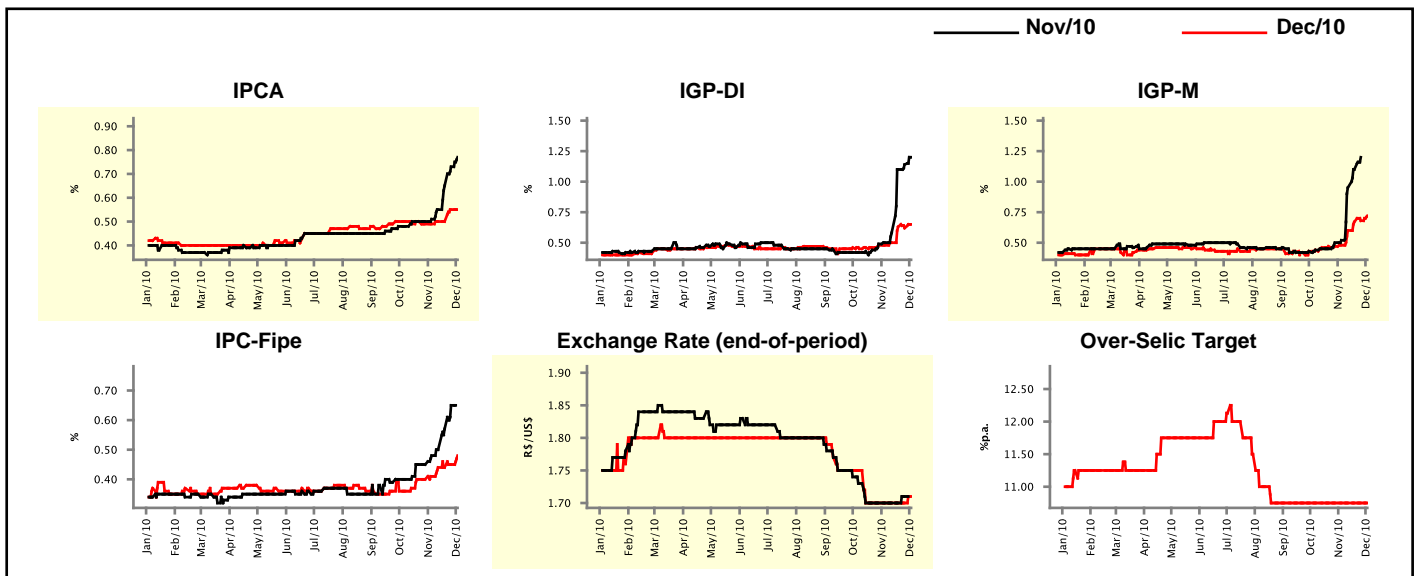 Nov/10
Dec/10
IPCA
0.90
0.80
0.70
0.60
0.50
0.40
%
Jan/10
Feb/10
Mar/10
Apr/10
May/10
Jun/10
Jul/10
Aug/10
Sep/10
Oct/10
Nov/10
Dec/10
IGP-DI
1.50
1.25
1.00
0.75
0.50
%
Jan/10
Feb/10
Mar/10
Apr/10
May/10
Jun/10
Jul/10
Aug/10
Sep/10
Oct/10
Nov/10
Dec/10
IGP-M
1.50
1.25
1.00
0.75
0.50
%
Jan/10
Feb/10
Mar/10
Apr/10
May/10
Jun/10
Jul/10
Aug/10
Sep/10
Oct/10
Nov/10
Dec/10
IPC-Fipe
0.70
0.60
0.50
0.40
%
Jan/10
Feb/10
Mar/10
Apr/10
May/10
Jun/10
Jul/10
Aug/10
Sep/10
Oct/10
Nov/10
Dec/10
Exchange Rate (end-of-period)
1.90
1.85
1.80
1.75
1.70
R$/US$
Jan/10
Feb/10
Mar/10
Apr/10
May/10
Jun/10
Jul/10
Aug/10
Sep/10
Oct/10
Nov/10
Dec/10
Over-Selic Target
12.50
12.00
11.50
11.00
%p.a.
Jan/10
Feb/10
Mar/10
Apr/10
May/10
Jun/10
Jul/10
Aug/10
Sep/10
Oct/10
Nov/10
Dec/10